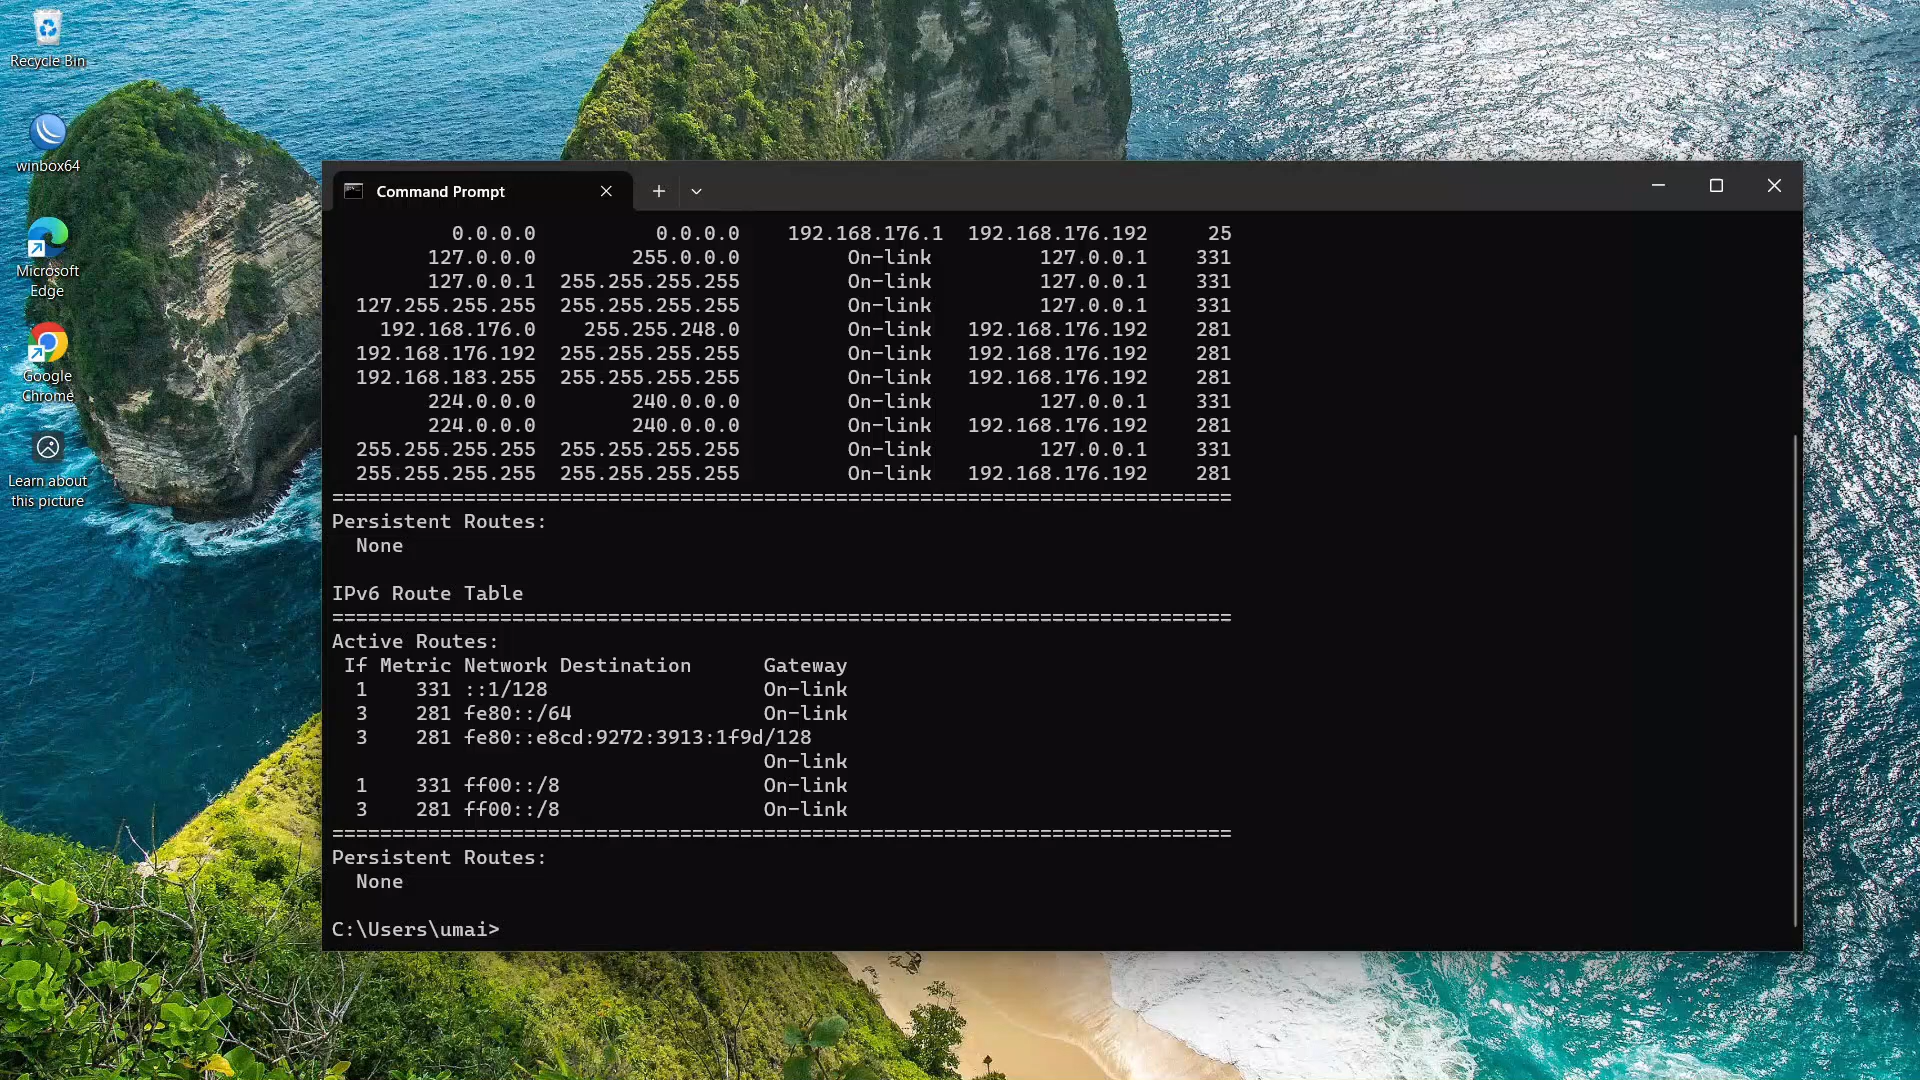 Recycle Bin
winbox64
Microsoft
Edge
Google
Chrome
Learn about
this picture
Command Prompt
0.0.0.0 0.0.0.0 192.168.176.1 192.168.176.192 25
127.0.0.0 255.0.0.0 On-link 127.0.0.1 331
127.0.0.1 255.255.255.255 On-link 127.0.0.1 331
127.255.255.255 255.255.255.255 On-link 127.0.0.1 331
192.168.176.0 255.255.248.0 On-link 192.168.176.192 281
192.168.176.192 255.255.255.255 On-link 192.168.176.192 281
192.168.183.255 255.255.255.255 On-link 192.168.176.192 281
224.0.0.0 240.0.0.0 On-link 127.0.0.1 331
224.0.0.0 240.0.0.0 On-link 192.168.176.192 281
255.255.255.255 255.255.255.255 On-link 127.0.0.1 331
255.255.255.255 255.255.255.255 On-link 192.168.176.192 281
===========================================================================
Persistent Routes:
None
IPv6 Route Table
===========================================================================
Active Routes:
If Metric Network Destination Gateway
1 331 ::1/128 On-link
3 281 fe80::/64 On-link
3 281 fe80::e8cd:9272:3913:1f9d/128
On-link
1 331 ff00::/8 On-link
3 281 ff00::/8 On-link
===========================================================================
Persistent Routes:
None
C:\Users\umai>